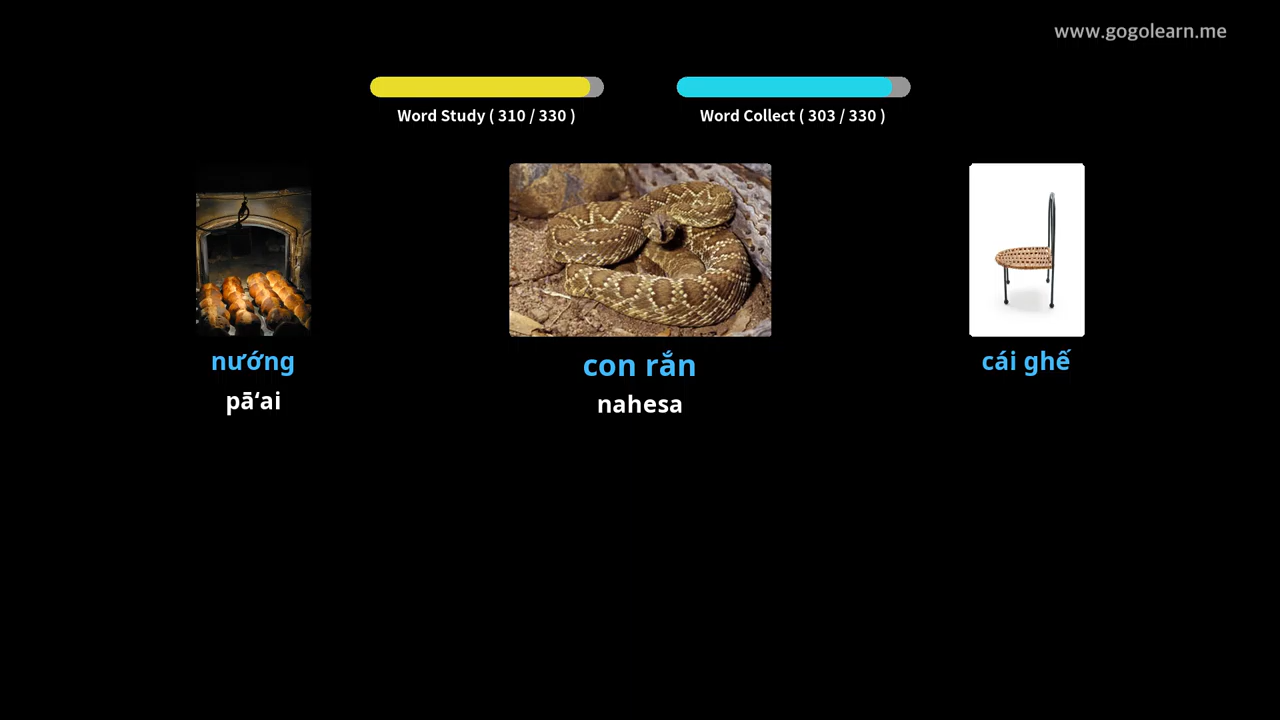 www.gogolearn.me
Word Study ( 310 / 330 )
Word Collect ( 303 / 330 )
nướng
pāʻai
con rắn
nahesa
cái ghế